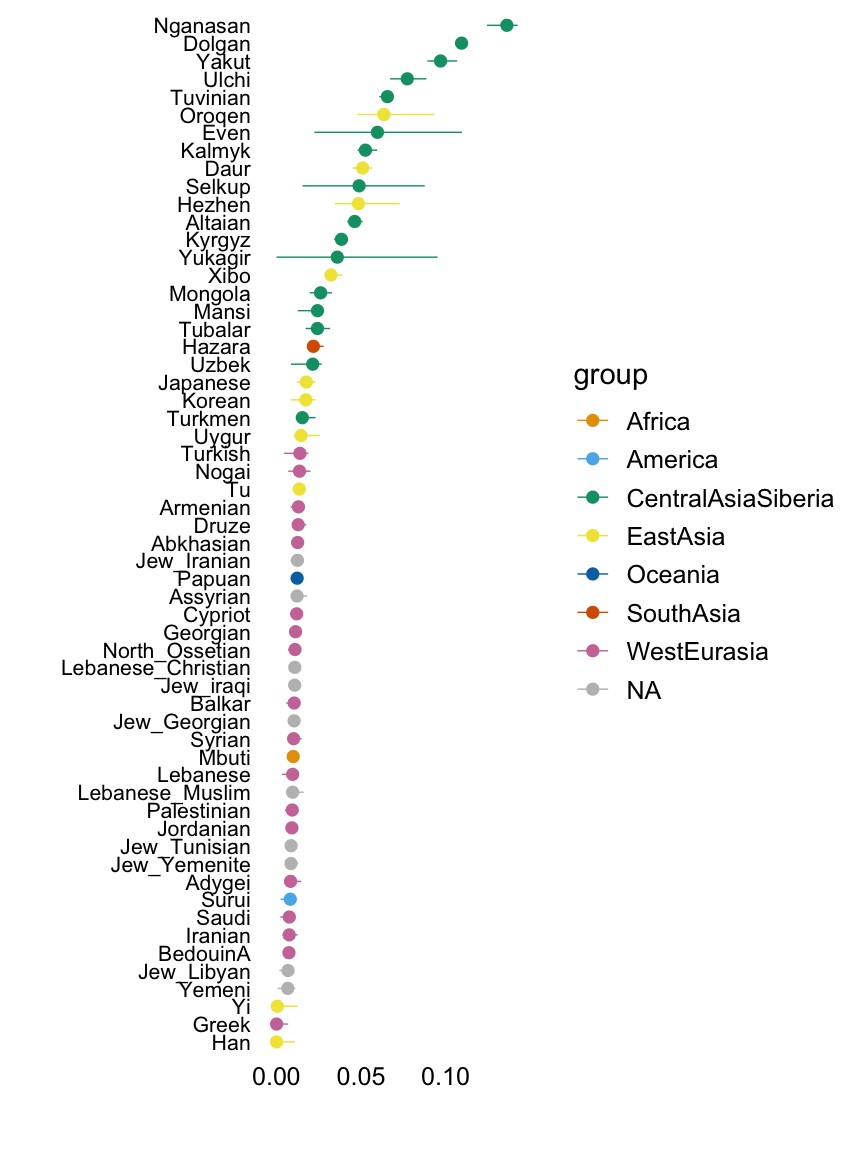 Nganasan
Dolgan
Yakut
Ulchi
Tuvinian
Oroqen
Even
Kalmyk
Daur
Selkup
Hezhen
Altaian
Kyrgyz
Yukagir
Xibo
Mongola
Mansi
Tubalar
Hazara
Uzbek
Japanese
Korean
Turkmen
Uygur
Turkish
Nogai
Tu
Armenian
Druze
Abkhasian
Jew_Iranian
Papuan
Assyrian
Cypriot
Georgian
North_Ossetian
Lebanese_Christian
Jew_iraqi
Balkar
Jew_Georgian
Syrian
Mbuti
Lebanese
Lebanese_Muslim
Palestinian
Jordanian
Jew_Tunisian
Jew_Yemenite
Adygei
Surui
Saudi
Iranian
BedouinA
Jew_Libyan
Yemeni
Yi
Greek
Han
0.00 0.05 0.10
group
Africa
America
CentralAsiaSiberia
EastAsia
Oceania
SouthAsia
WestEurasia
NA